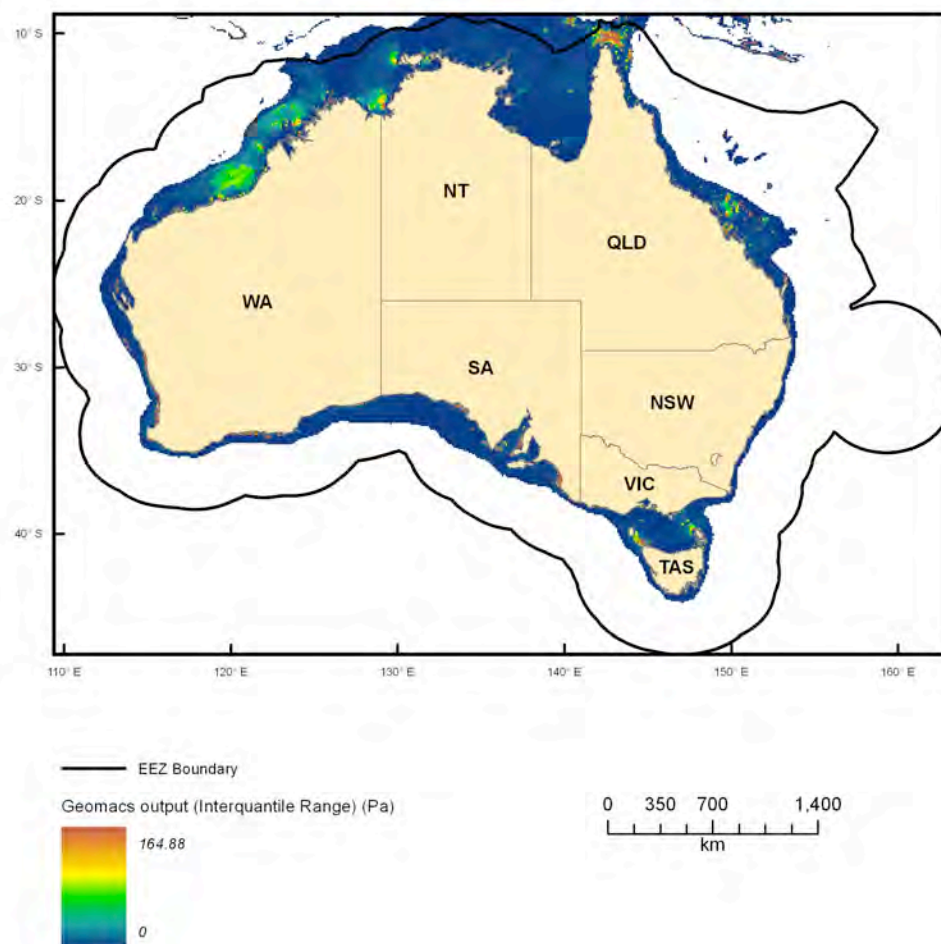 10° S
20° S
30° S
40° S
NT
QLD
WA
SA
NSW
VIC
TAS
110° E
120° E
130° E
140° E
150° E
160° E
EEZ Boundary
Geomacs output (Interquantile Range) (Pa)
164.88
0
0 350 700 1,400
km